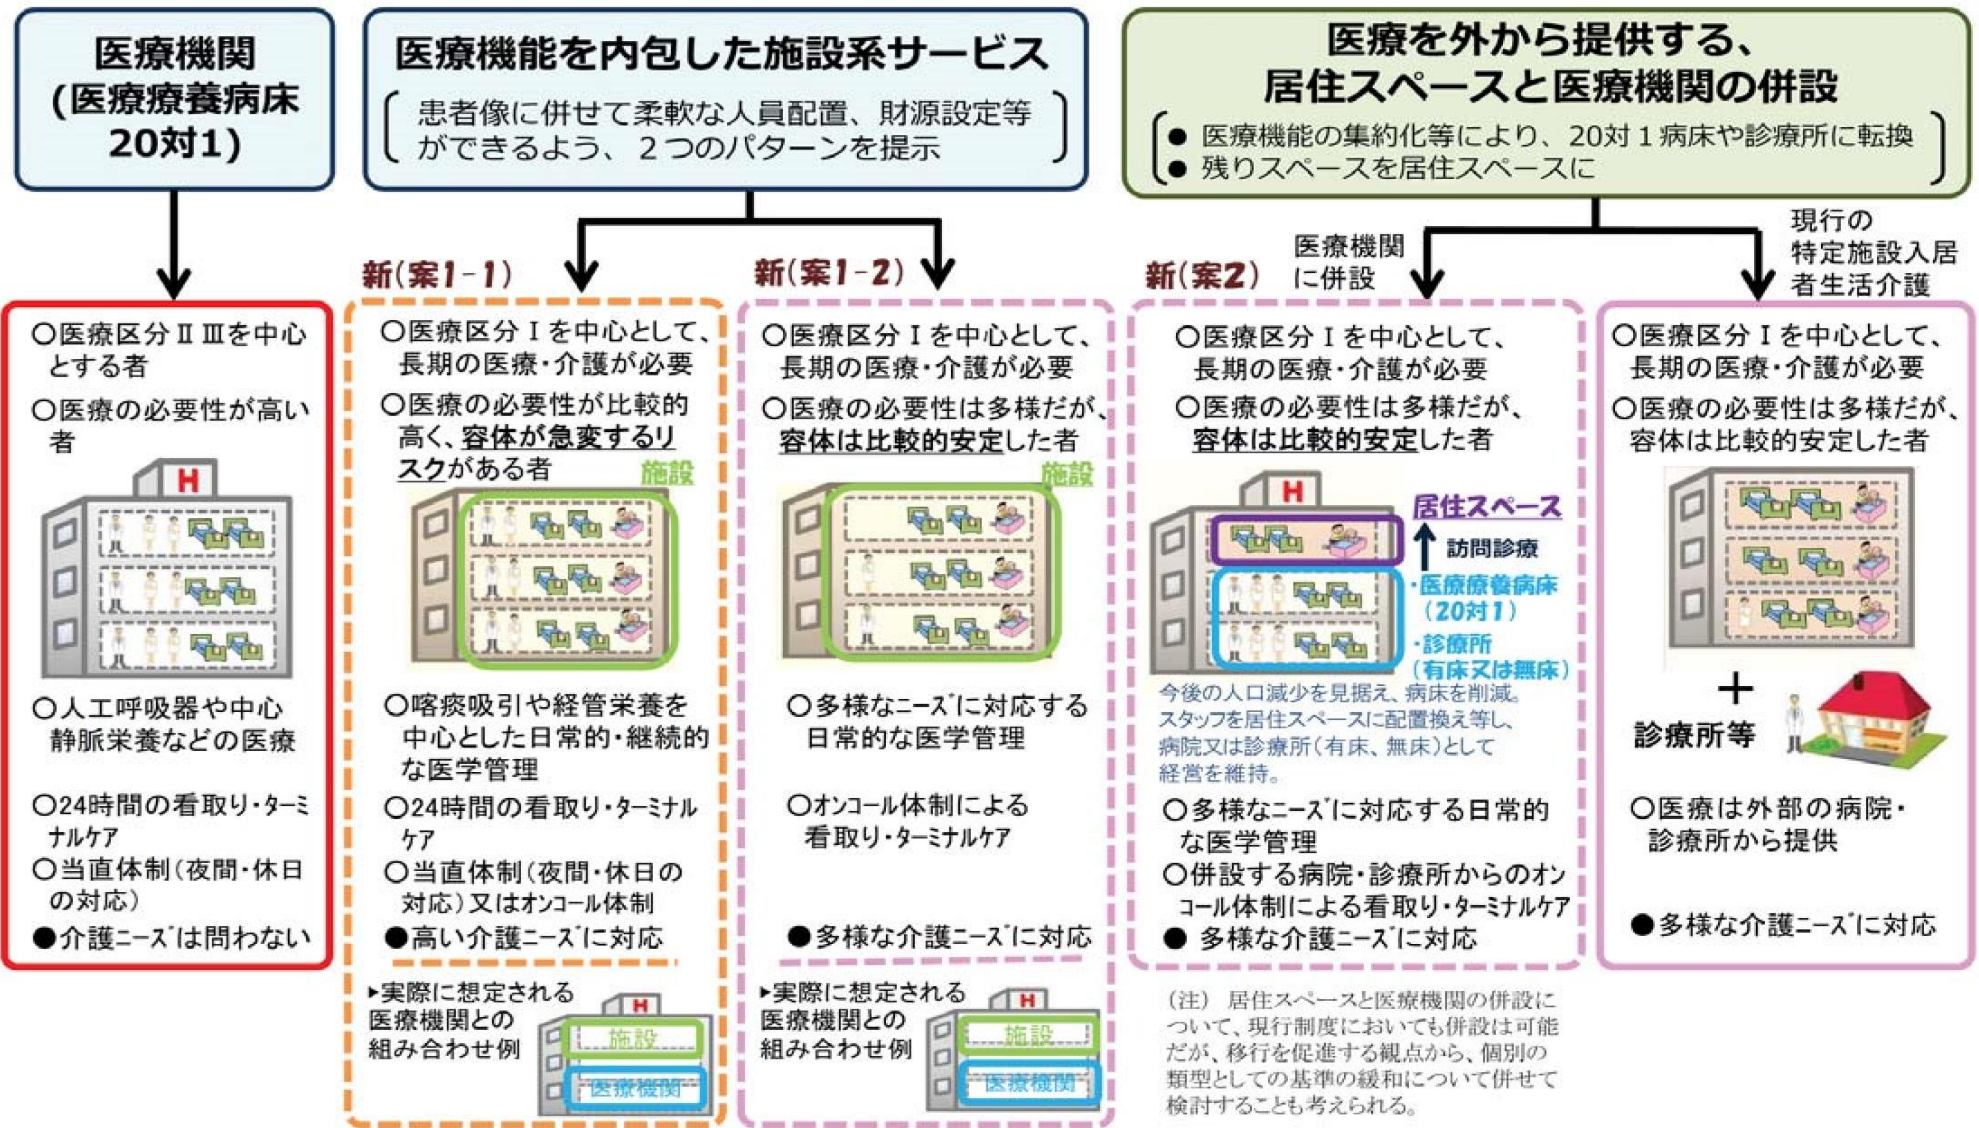 医療機関
(医療療養病床
20対1)
医療機能を内包した施設系サービス
患者像に併せて柔軟な人員配置、財源設定等
ができるよう、２つのパターンを提示
医療を外から提供する、
居住スペースと医療機関の併設
● 医療機能の集約化等により、20対１病床や診療所に転換
● 残りスペースを居住スペースに
○医療区分ⅡⅢを中心
とする者
○医療の必要性が高い
者
H
○人工呼吸器や中心
静脈栄養などの医療
○24時間の看取り・ターミ
ナルケア
○当直体制(夜間・休日
の対応)
●介護ニーズは問わない
新(案1-1)
○医療区分Ⅰを中心として、
長期の医療・介護が必要
○医療の必要性が比較的
高く、容体が急変するリ
スクがある者
施設
○喀痰吸引や経管栄養を
中心とした日常的・継続的
な医学管理
○24時間の看取り・ターミナル
ケア
○当直体制(夜間・休日の
対応)又はオンコール体制
●高い介護ニーズに対応
▶実際に想定される
医療機関との
組み合わせ例
H
施設
医療機関
新(案1-2)
○医療区分Ⅰを中心として、
長期の医療・介護が必要
○医療の必要性は多様だが、
容体は比較的安定した者
施設
○多様なニーズに対応する
日常的な医学管理
○オンコール体制による
看取り・ターミナルケア
●多様な介護ニーズに対応
▶実際に想定される
医療機関との
組み合わせ例
H
施設
医療機関
新(案2)
医療機関
に併設
○医療区分Ⅰを中心として、
長期の医療・介護が必要
○医療の必要性は多様だが、
容体は比較的安定した者
H
居住スペース
訪問診療
・医療療養病床
(20対1)
・診療所
(有床又は無床)
今後の人口減少を見据え、病床を削減。
スタッフを居住スペースに配置換え等し、
病院又は診療所(有床、無床)として
経営を維持。
○多様なニーズに対応する日常的
な医学管理
○併設する病院・診療所からのオン
コール体制による看取り・ターミナルケア
● 多様な介護ニーズに対応
(注) 居住スペースと医療機関の併設に
ついて、現行制度においても併設は可能
だが、移行を促進する観点から、個別の
類型としての基準の緩和について併せて
検討することも考えられる。
現行の
特定施設入居
者生活介護
○医療区分Ⅰを中心として、
長期の医療・介護が必要
○医療の必要性は多様だが、
容体は比較的安定した者
＋
診療所等
○医療は外部の病院・
診療所から提供
●多様な介護ニーズに対応